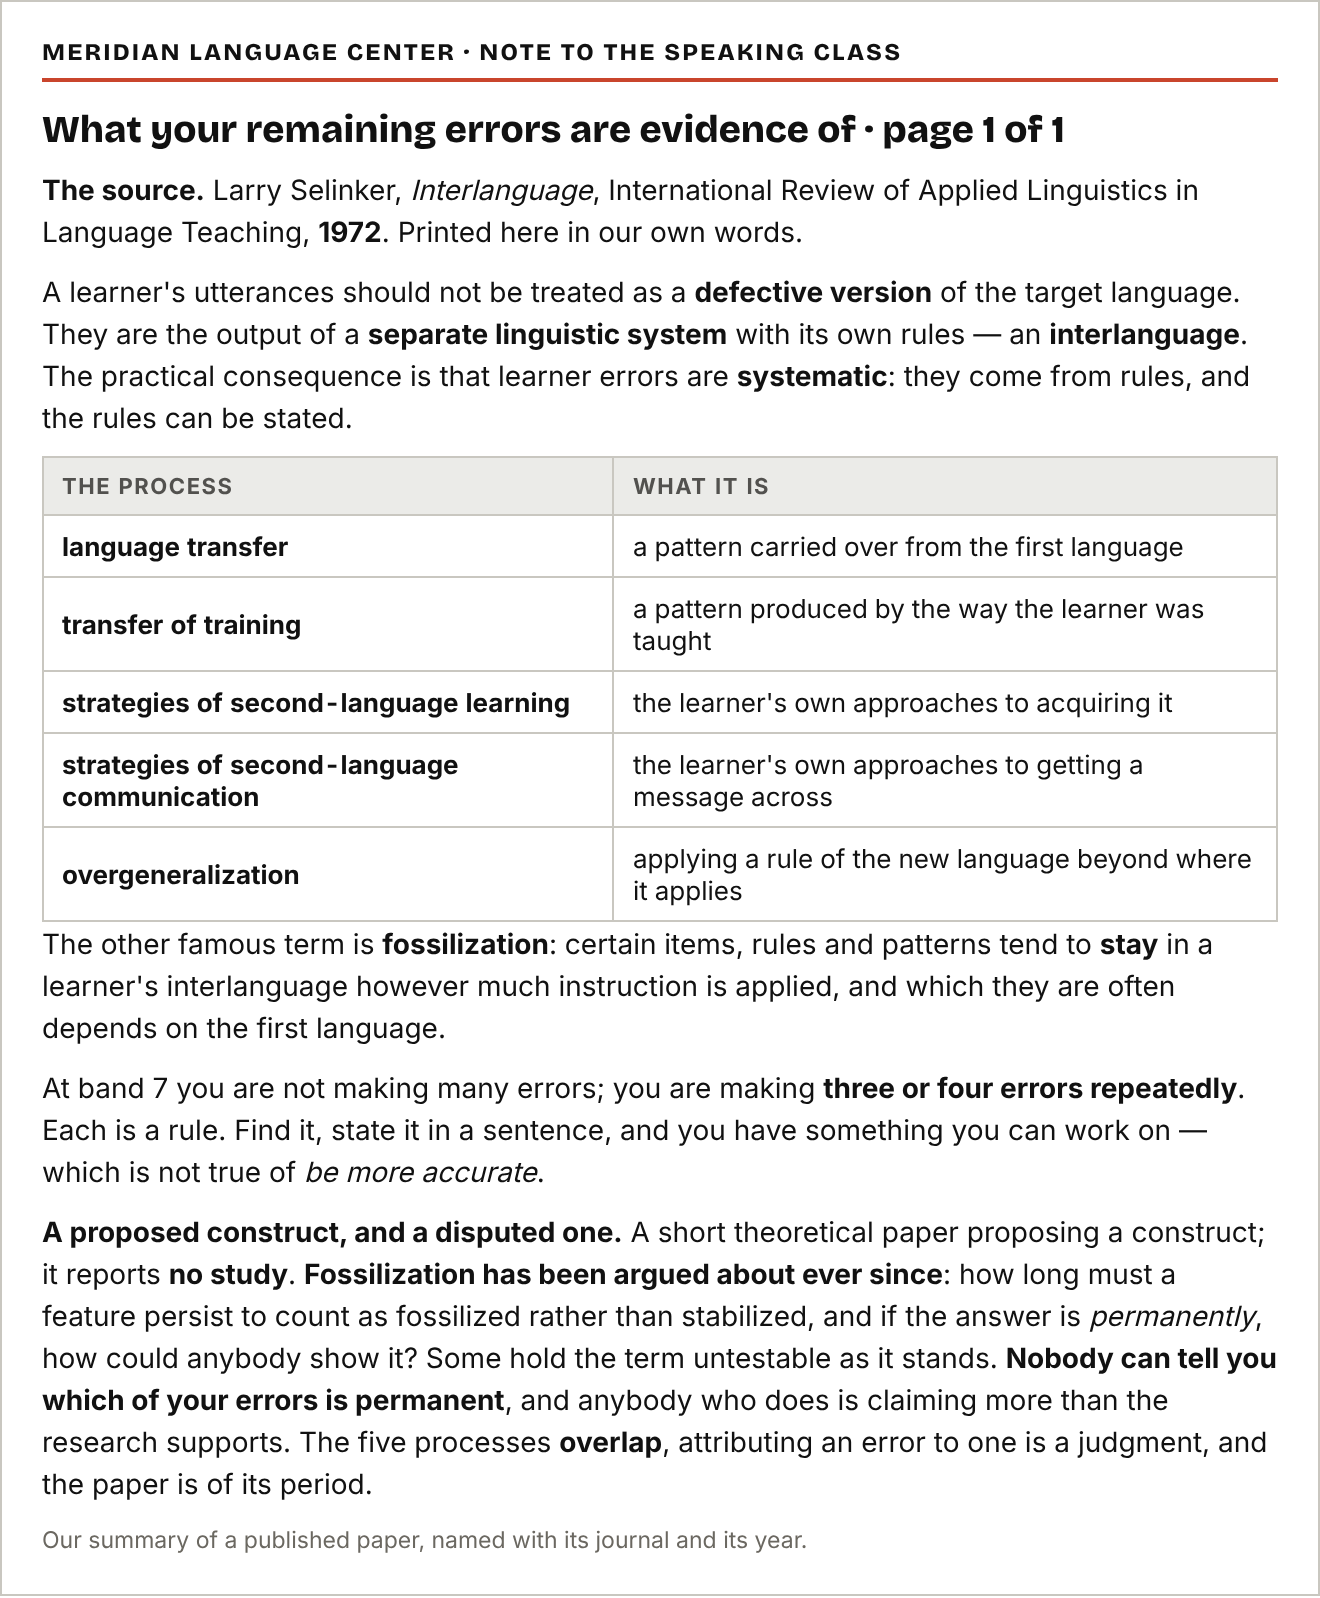 MERIDIAN LANGUAGE CENTER · NOTE TO THE SPEAKING CLASS
What your remaining errors are evidence of · page 1 of 1
The source. Larry Selinker, Interlanguage, International Review of Applied Linguistics in
Language Teaching, 1972. Printed here in our own words.
A learner's utterances should not be treated as a defective version of the target language.
They are the output of a separate linguistic system with its own rules — an interlanguage.
The practical consequence is that learner errors are systematic: they come from rules, and
the rules can be stated.
THE PROCESS
WHAT IT IS
language transfer
a pattern carried over from the first language
transfer of training
a pattern produced by the way the learner was
taught
strategies of second-language learning
the learner's own approaches to acquiring it
strategies of second-language
communication
the learner's own approaches to getting a
message across
overgeneralization
applying a rule of the new language beyond where
it applies
The other famous term is fossilization: certain items, rules and patterns tend to stay in a
learner's interlanguage however much instruction is applied, and which they are often
depends on the first language.
At band 7 you are not making many errors; you are making three or four errors repeatedly.
Each is a rule. Find it, state it in a sentence, and you have something you can work on —
which is not true of be more accurate.
A proposed construct, and a disputed one. A short theoretical paper proposing a construct;
it reports no study. Fossilization has been argued about ever since: how long must a
feature persist to count as fossilized rather than stabilized, and if the answer is permanently,
how could anybody show it? Some hold the term untestable as it stands. Nobody can tell you
which of your errors is permanent, and anybody who does is claiming more than the
research supports. The five processes overlap, attributing an error to one is a judgment, and
the paper is of its period.
Our summary of a published paper, named with its journal and its year.